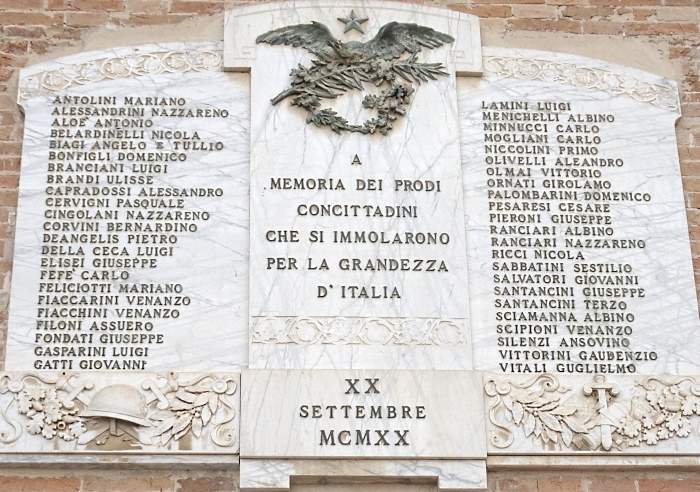 ANTOLINI MARIANO
ALESSANDRINI NAZZARENO
ALOE' ANTONIO
BELARDINELLI NICOLA
BIAGI ANGELO E TULLIO
BONFIGLI DOMENICO
BRANCIANI LUIGI
BRANDI ULISSE
CAPRADOSSI ALESSANDRO
CERVIGNI PASQUALE
CINGOLANI NAZZARENO
CORVINI BERNARDINO
DEANGELIS PIETRO
DELLA CECA LUIGI
ELISEI GIUSEPPE
FEFE' CARLO
FELICIOTTI MARIANO
FIACCARINI VENANZO
FIACCHINI VENANZO
FILONI ASSUERO
FONDATI GIUSEPPE
GASPARINI LUIGI
GATTI GIOVANNI
A
MEMORIA DEI PRODI
CONCITTADINI
CHE SI IMMOLARONO
PER LA GRANDEZZA
D'ITALIA
XX
SETTEMBRE
MCMXX
LAMINI LUIGI
MENICHELLI ALBINO
MINNUCCI CARLO
MOGLIANI CARLO
NICCOLINI PRIMO
OLIVELLI ALEANDRO
OLMAI VITTORIO
ORNATI GIROLAMO
PALOMBARINI DOMENICO
PESARESI CESARE
PIERONI GIUSEPPE
RANCIARI ALBINO
RANCIARI NAZZARENO
RICCI NICOLA
SABBATINI SESTILIO
SALVATORI GIOVANNI
SANTANCINI GIUSEPPE
SANTANCINI TERZO
SCIAMANNA ALBINO
SCIPIONI VENANZO
SILENZI ANSOVINO
VITTORINI GAUDENZIO
VITALI GUGLIELMO